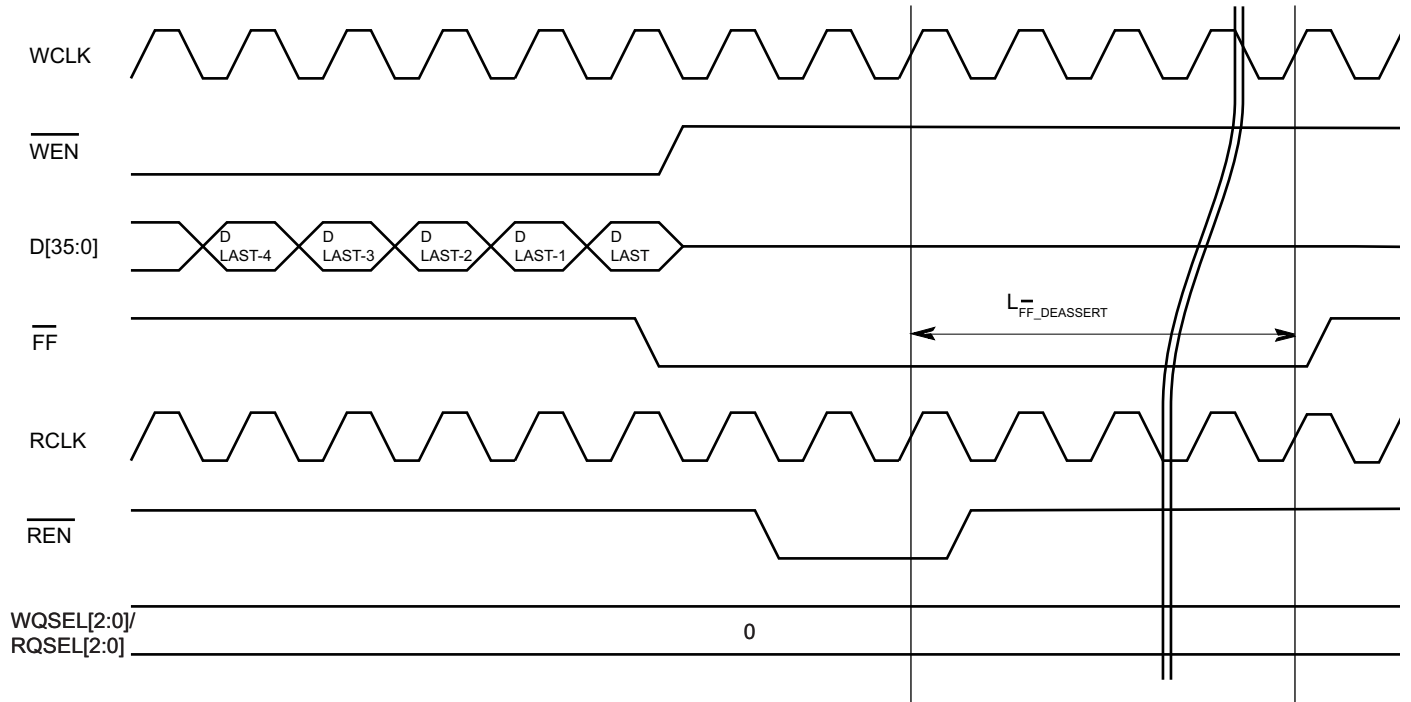 WCLK
WEN
D[35:0]
D
LAST-4
D
LAST-3
D
LAST-2
D
LAST-1
D
LAST
FF
LFF_DEASSERT
RCLK
REN
WQSEL[2:0]/
RQSEL[2:0]
0